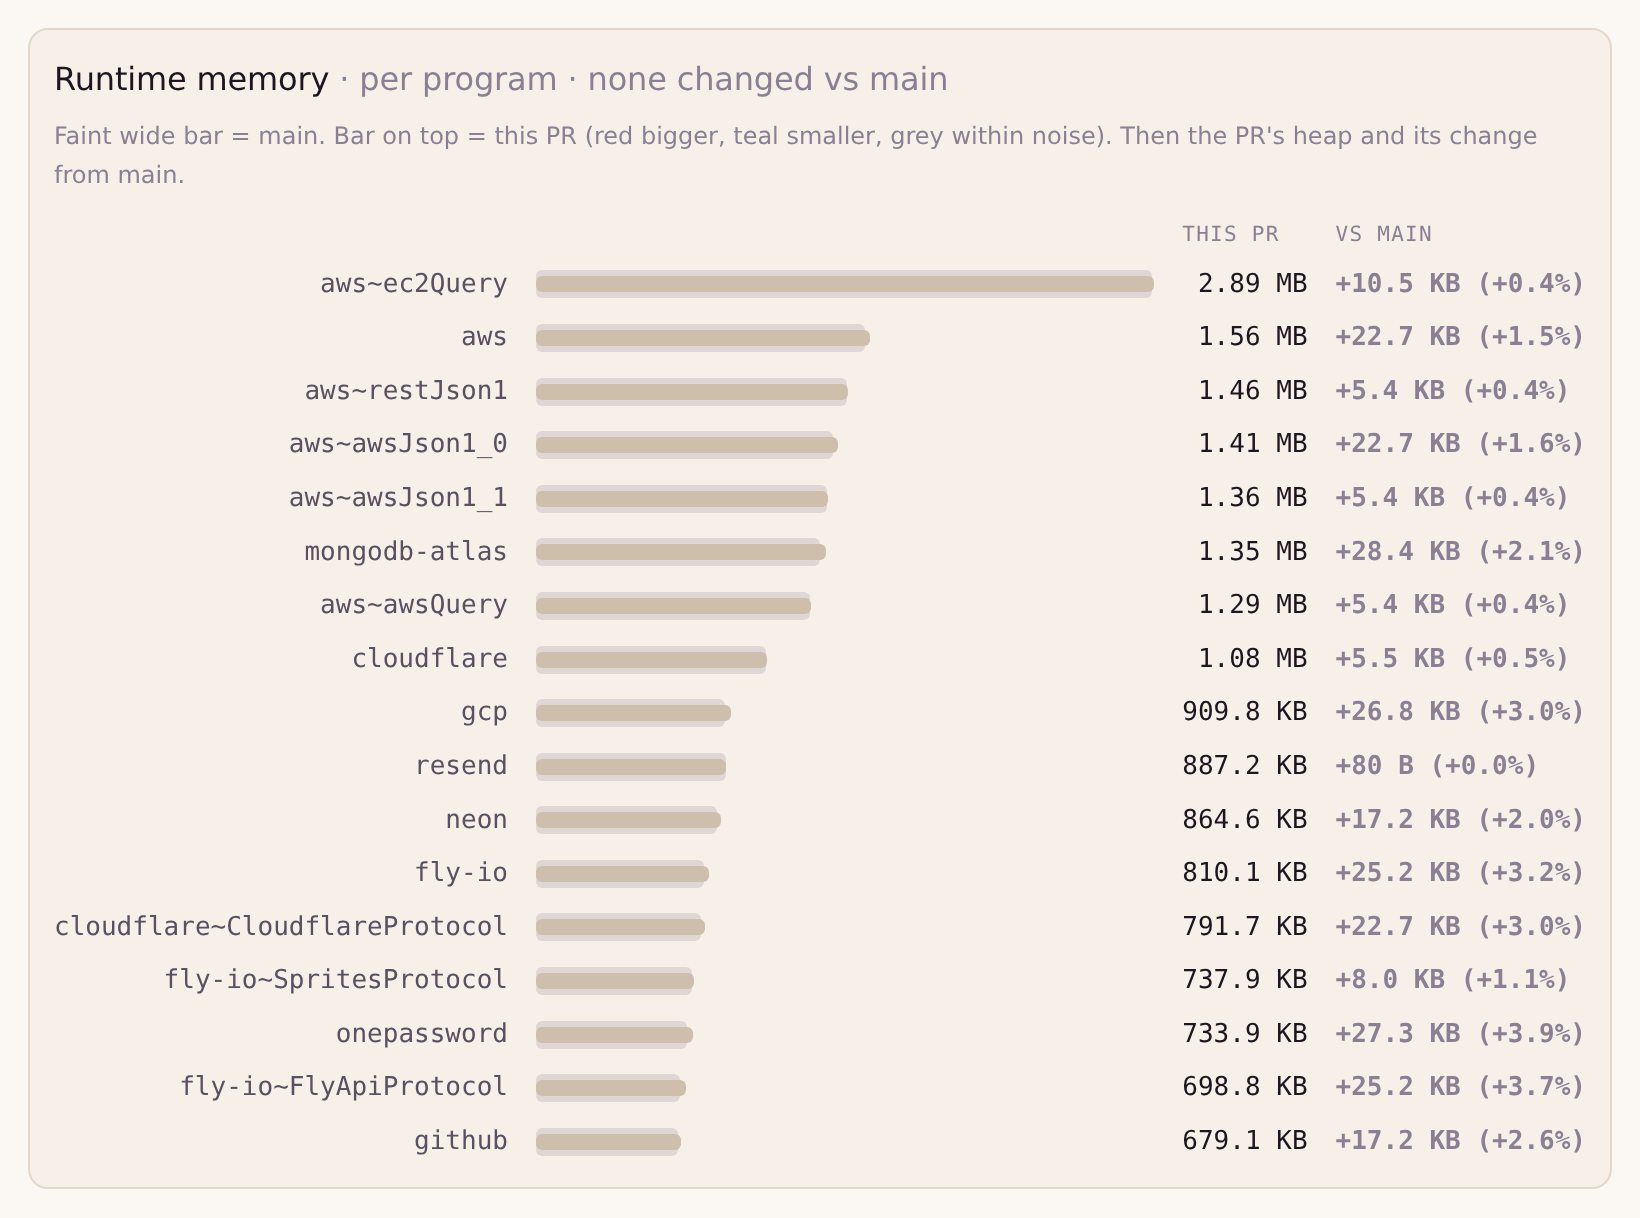 Runtime memory · per program · none changed vs main
Faint wide bar = main. Bar on top = this PR (red bigger, teal smaller, grey within noise). Then the PR's heap and its change
from main.
THIS PR VS MAIN
aws~ec2Query 2.89 MB +10.5 KB (+0.4%)
aws 1.56 MB +22.7 KB (+1.5%)
aws~restJson1 1.46 MB +5.4 KB (+0.4%)
aws~awsJson1_0 1.41 MB +22.7 KB (+1.6%)
aws~awsJson1_1 1.36 MB +5.4 KB (+0.4%)
mongodb-atlas 1.35 MB +28.4 KB (+2.1%)
aws~awsQuery 1.29 MB +5.4 KB (+0.4%)
cloudflare 1.08 MB +5.5 KB (+0.5%)
gcp 909.8 KB +26.8 KB (+3.0%)
resend 887.2 KB +80 B (+0.0%)
neon 864.6 KB +17.2 KB (+2.0%)
fly-io 810.1 KB +25.2 KB (+3.2%)
cloudflare~CloudflareProtocol 791.7 KB +22.7 KB (+3.0%)
fly-io~SpritesProtocol 737.9 KB +8.0 KB (+1.1%)
onepassword 733.9 KB +27.3 KB (+3.9%)
fly-io~FlyApiProtocol 698.8 KB +25.2 KB (+3.7%)
github 679.1 KB +17.2 KB (+2.6%)